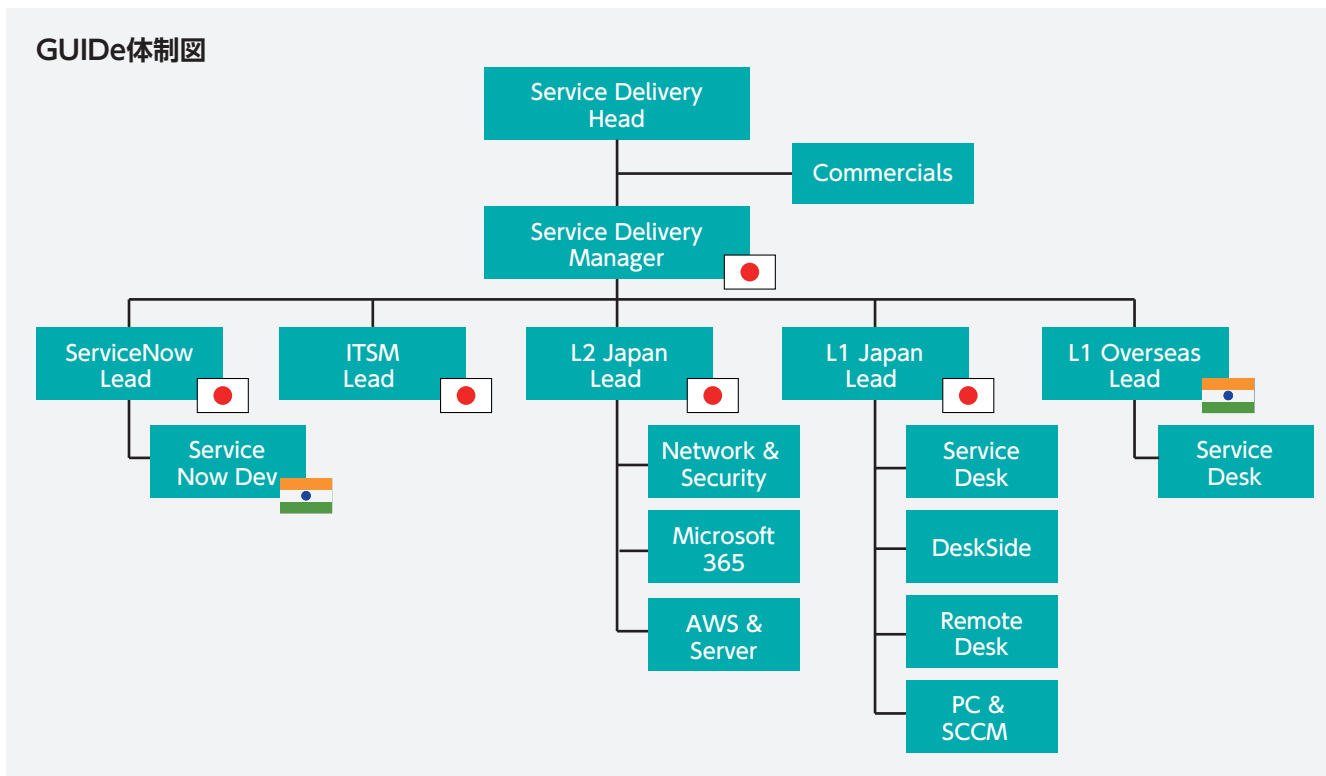 GUIDe体制図
Service Delivery
Head
Commercials
Service Delivery
Manager
ServiceNow
Lead
ITSM
Lead
L2 Japan
Lead
L1 Japan
Lead
L1 Overseas
Lead
Service
Now Dev
Network &
Security
Microsoft
365
AWS &
Server
Service
Desk
DeskSide
Remote
Desk
PC &
SCCM
Service
Desk